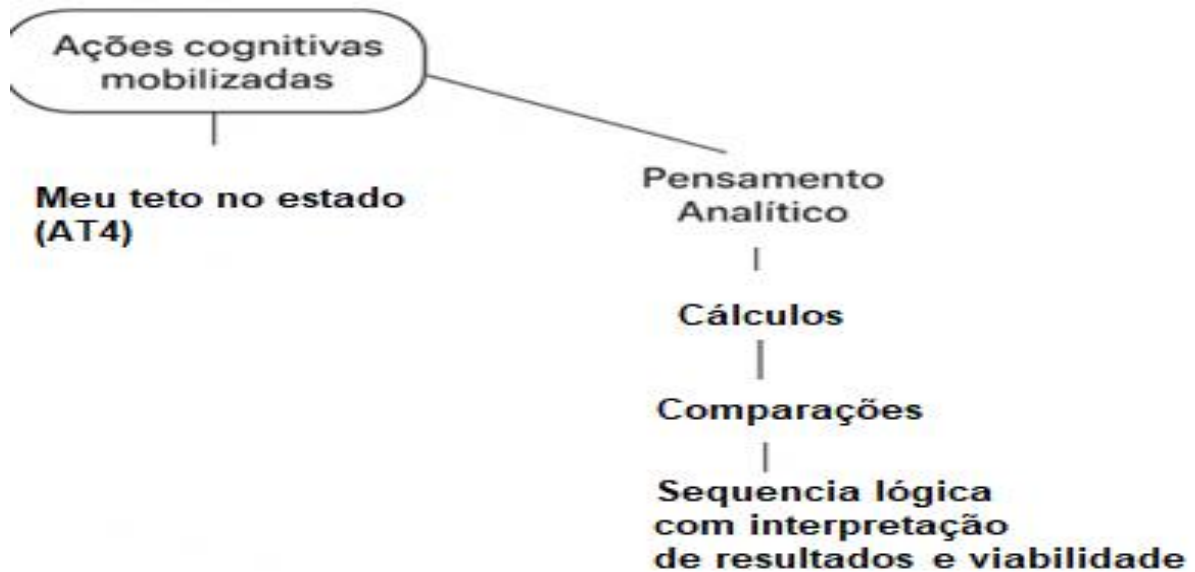 Ações cognitivas
mobilizadas
Meu teto no estado
(AT4)
Pensamento
Analítico
Cálculos
Comparações
Sequencia lógica
com interpretação
de resultados e viabilidade